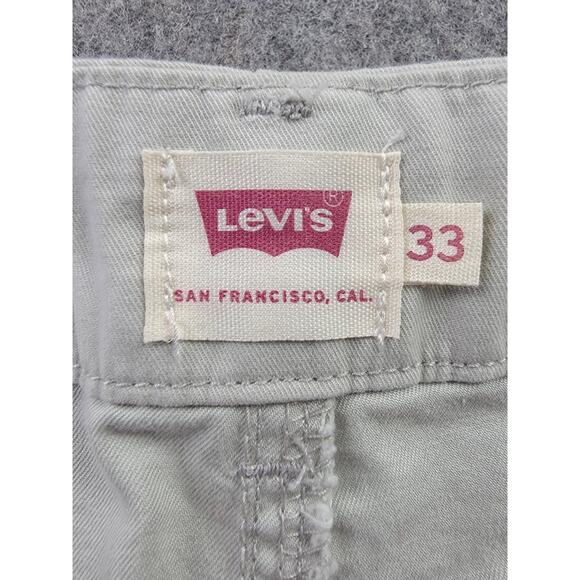 Levi's ®
33
SAN FRANCISCO, CAL.